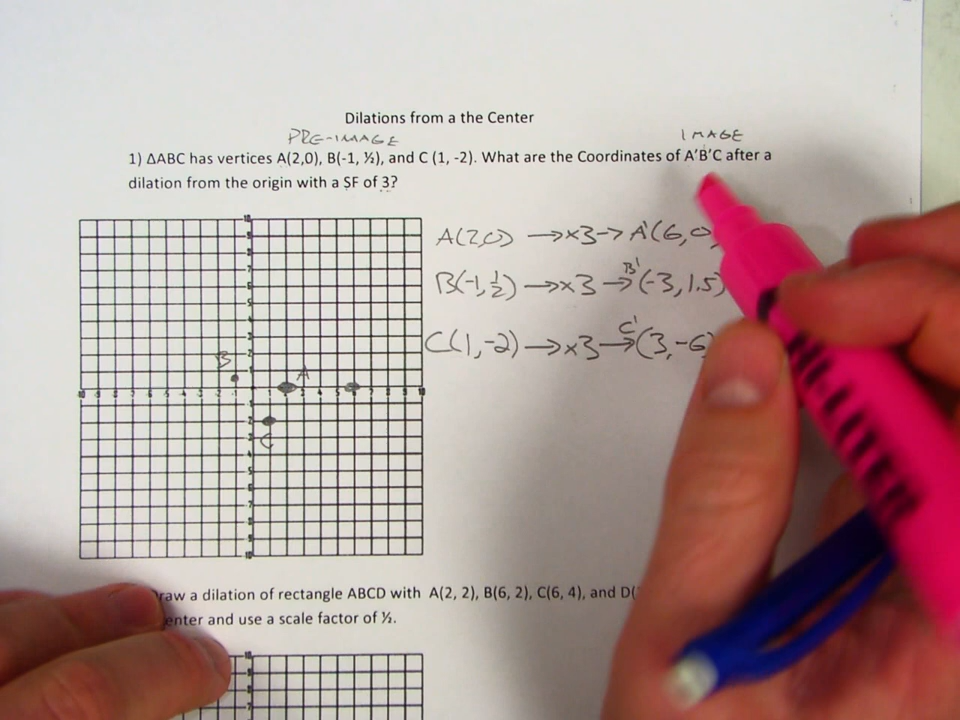 Dilations from a the Center
PRE-IMAGE IMAGE
1) ΔABC has vertices A(2,0), B(-1, ½), and C (1, -2). What are the Coordinates of A'B'C after a
dilation from the origin with a SF of 3?
A(2,0) →x3→ A'(6,0
B(-1,½) →x3 →B' (-3,1.5)
C(1,-2) →x3 →C' (3,-6)
B
A
C
raw a dilation of rectangle ABCD with A(2, 2), B(6, 2), C(6, 4), and D(
enter and use a scale factor of ½.